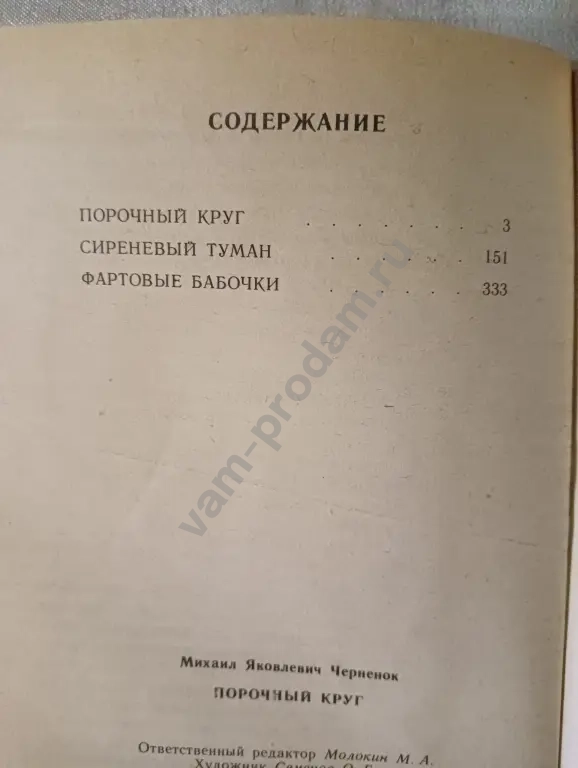 СОДЕРЖАНИЕ
ПОРОЧНЫЙ КРУГ . . . . . . . 3
СИРЕНЕВЫЙ ТУМАН . . . . . . 151
ФАРТОВЫЕ БАБОЧКИ . . . . . . 333
vam-prodam.ru
Михаил Яковлевич Черненок
ПОРОЧНЫЙ КРУГ
Ответственный редактор Молокин М. А.
Художник